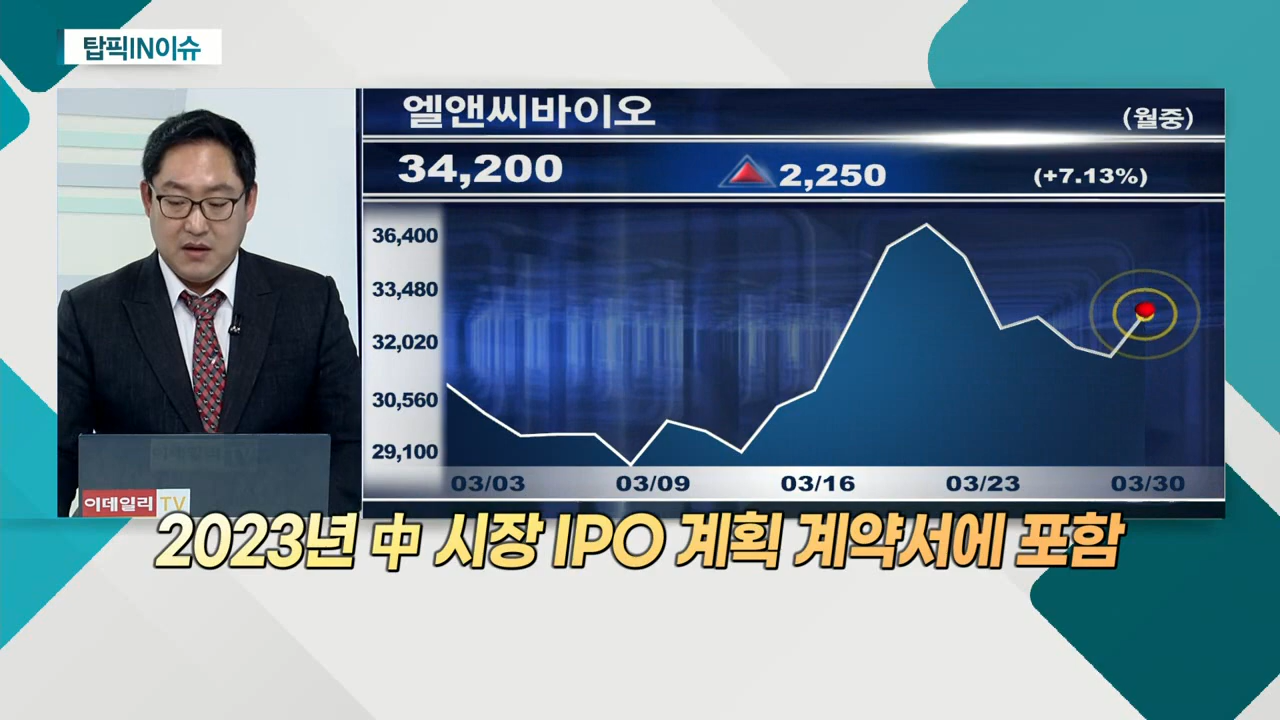 탑픽IN이슈
엘앤씨바이오 (월중)
34,200 2,250 (+7.13%)
36,400
33,480
32,020
30,560
29,100
03/03 03/09 03/16 03/23 03/30
이데일리TV
2023년 中 시장 IPO 계획 계약서에 포함